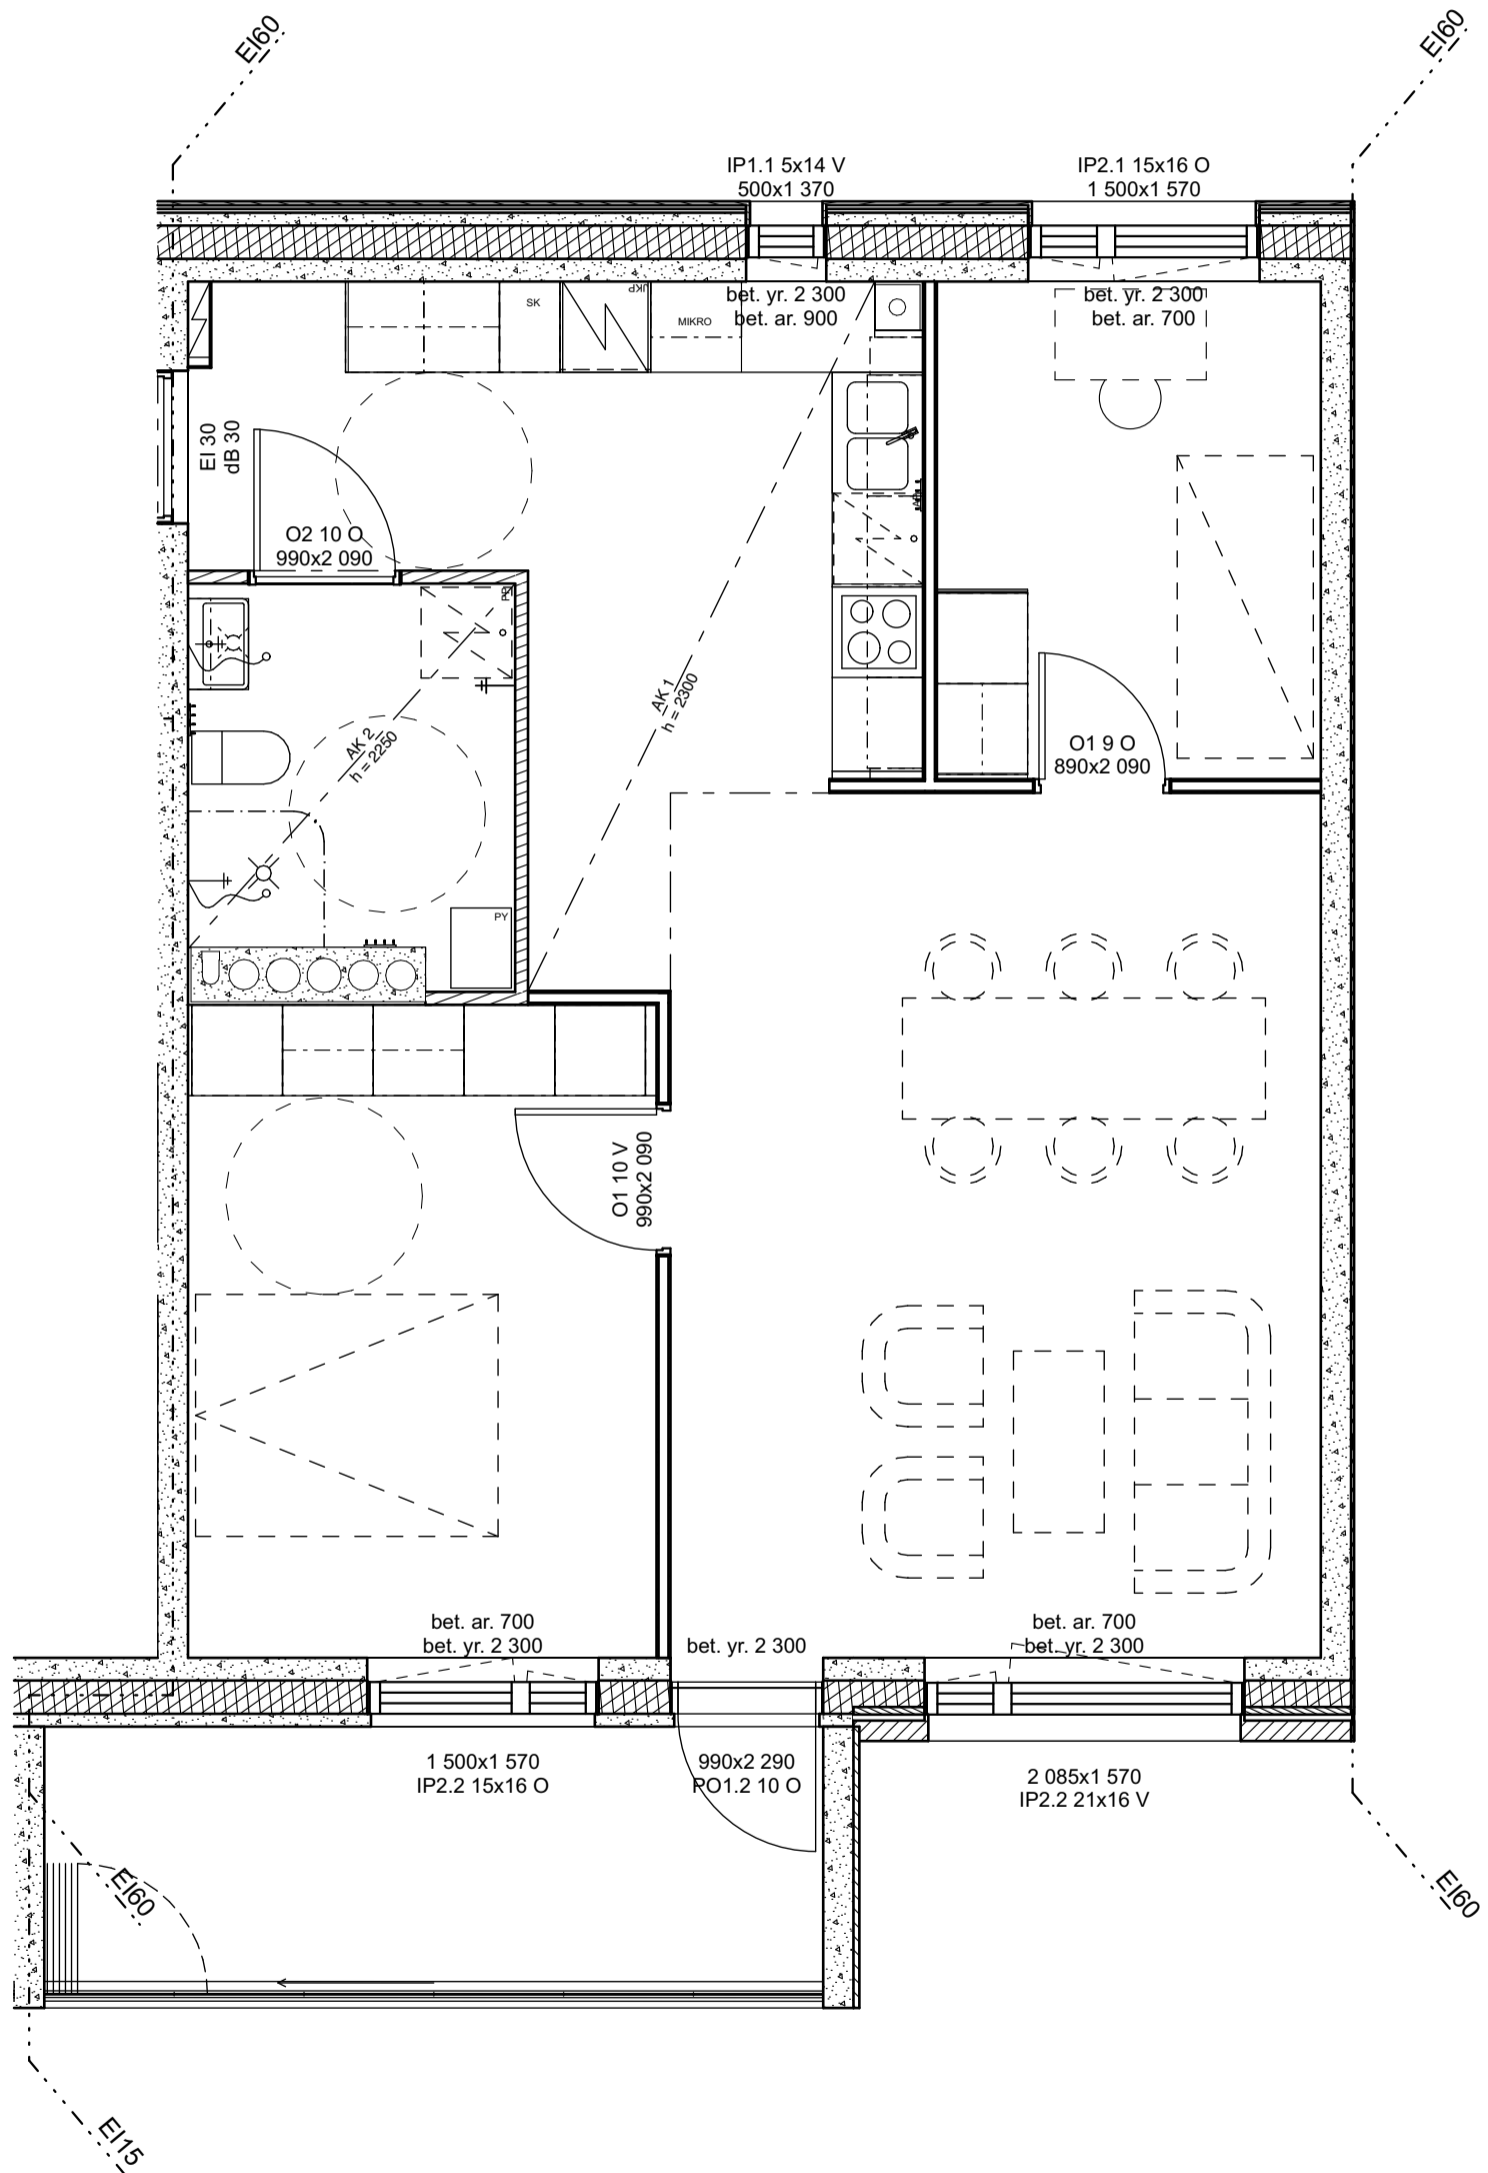 EI60
EI60
IP1.1 5x14 V
500x1 370
IP2.1 15x16 O
1 500x1 570
SK
JKP
MIKRO
bet. yr. 2 300
bet. ar. 900
bet. yr. 2 300
bet. ar. 700
EI 30
dB 30
O2 10 O
990x2 090
AK 1
h = 2300
AK 2
h = 2250
O1 9 O
890x2 090
PY
O1 10 V
990x2 090
bet. ar. 700
bet. yr. 2 300
bet. yr. 2 300
bet. ar. 700
bet. yr. 2 300
1 500x1 570
IP2.2 15x16 O
990x2 290
PO1.2 10 O
2 085x1 570
IP2.2 21x16 V
EI60
EI60
EI15